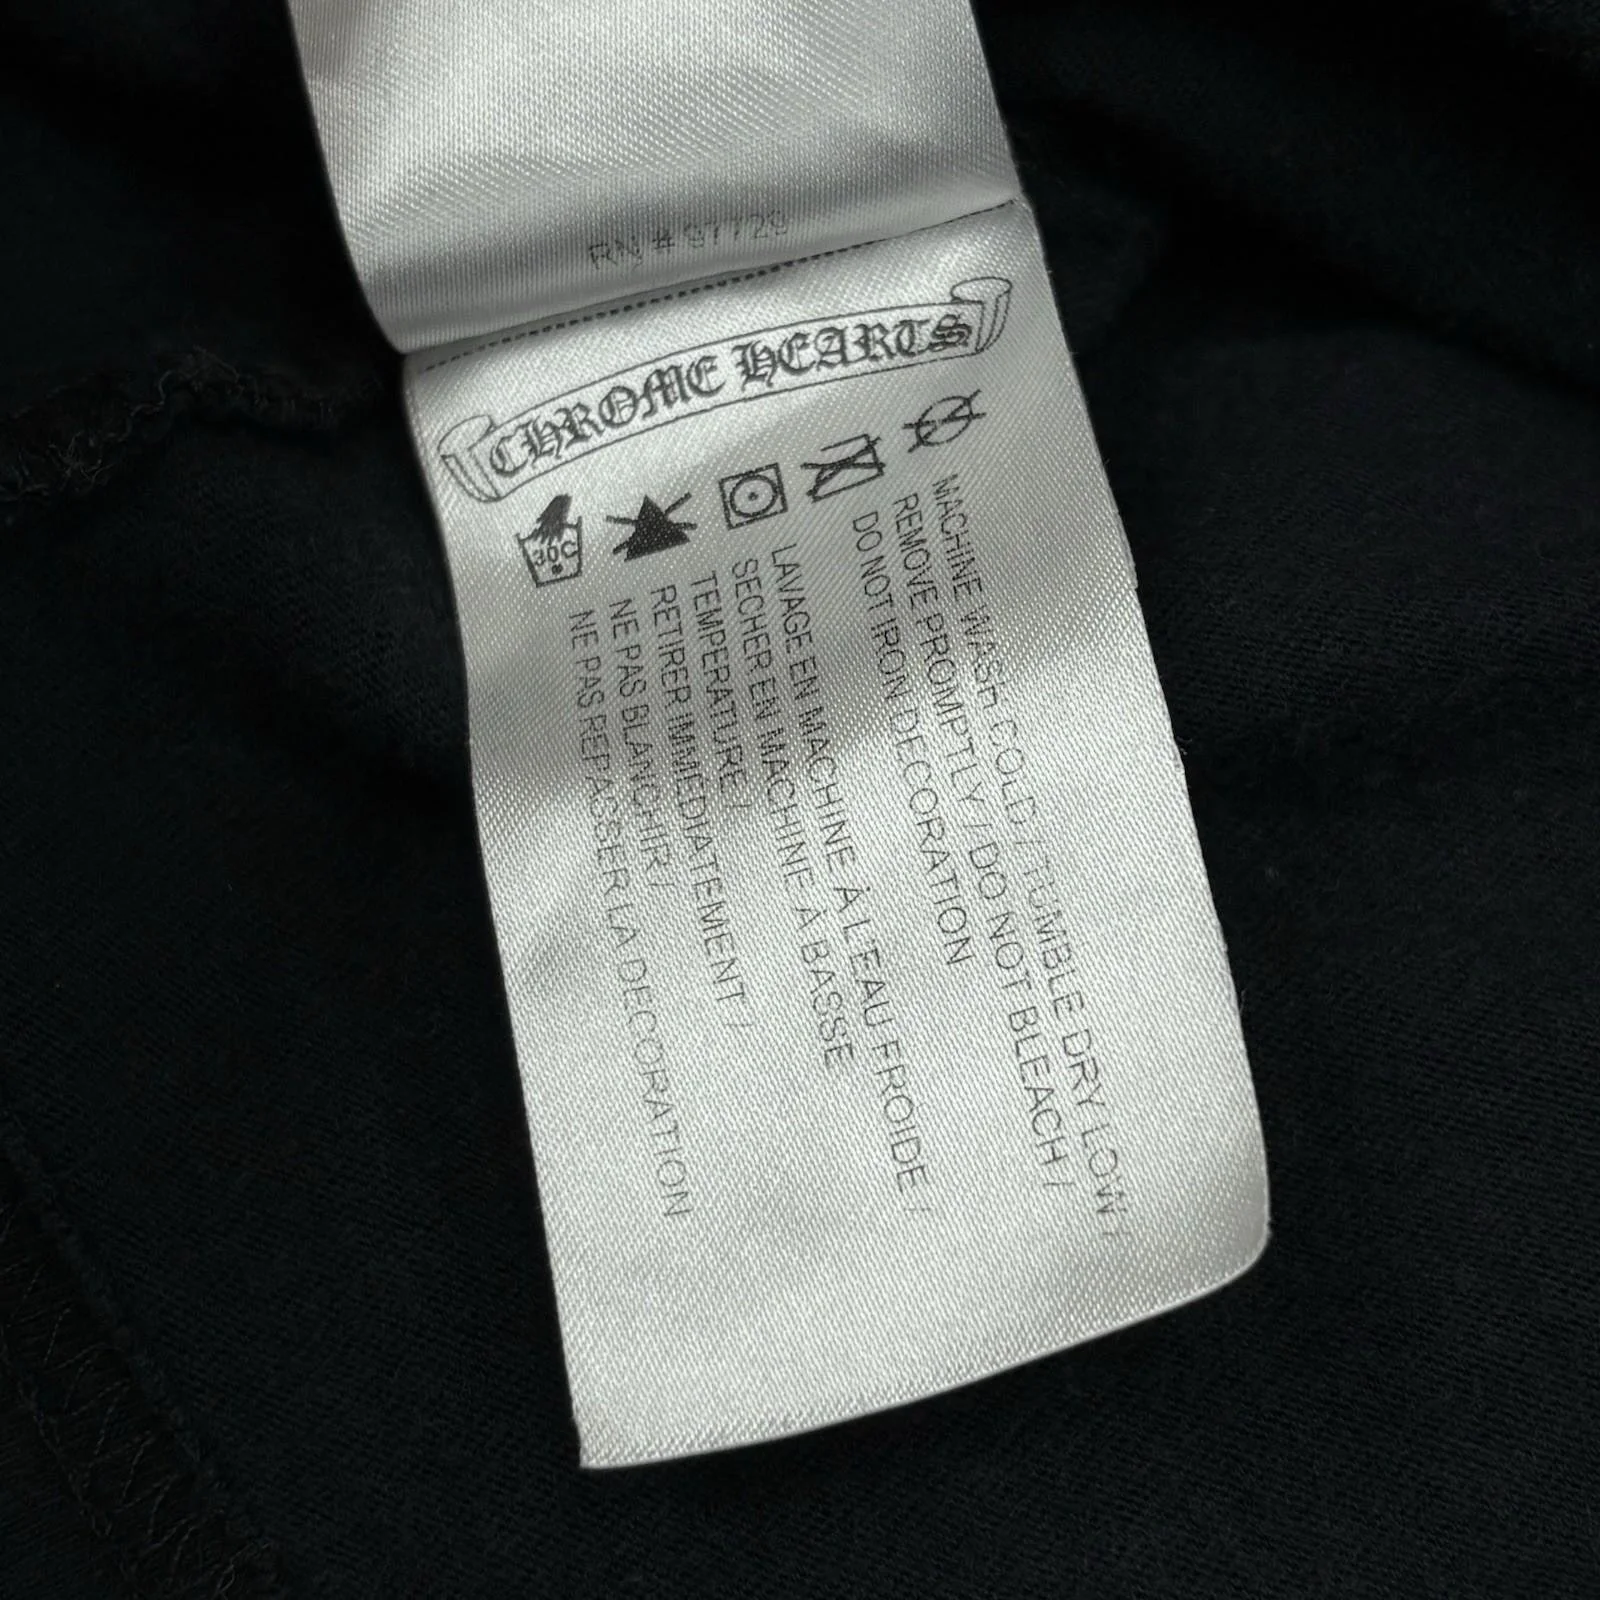 RN # 97728
CHROME HEARTS
30C
MACHINE WASH COLD / TUMBLE DRY LOW /
REMOVE PROMPTLY / DO NOT BLEACH /
DO NOT IRON DECORATION
LAVAGE EN MACHINE À L'EAU FROIDE /
SECHER EN MACHINE À BASSE
TEMPERATURE /
RETIRER IMMEDIATEMENT /
NE PAS BLANCHIR /
NE PAS REPASSER LA DECORATION